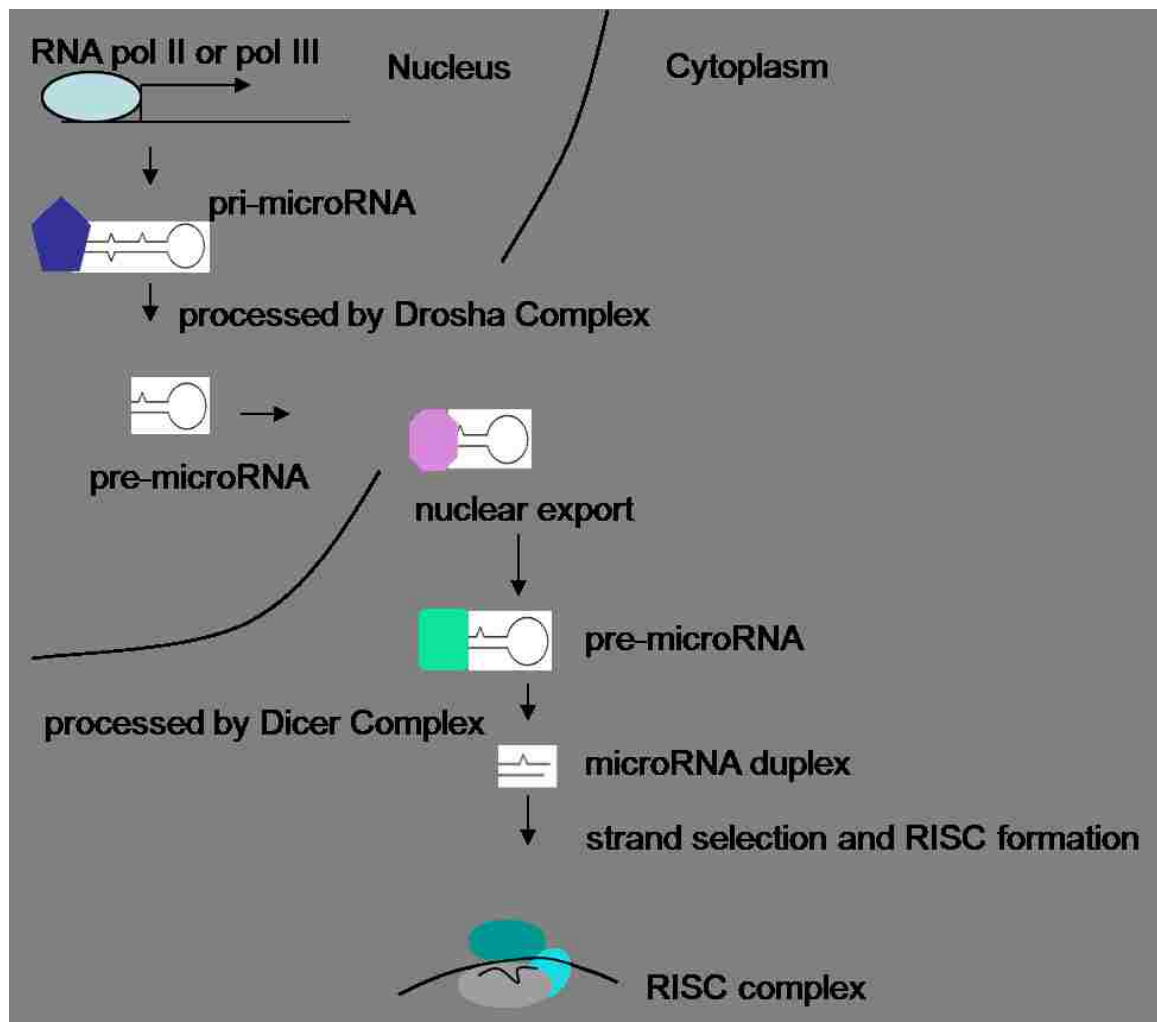 RNA pol II or pol III
Nucleus
Cytoplasm
pri-microRNA
processed by Drosha Complex
pre-microRNA
nuclear export
pre-microRNA
processed by Dicer Complex
microRNA duplex
strand selection and RISC formation
RISC complex